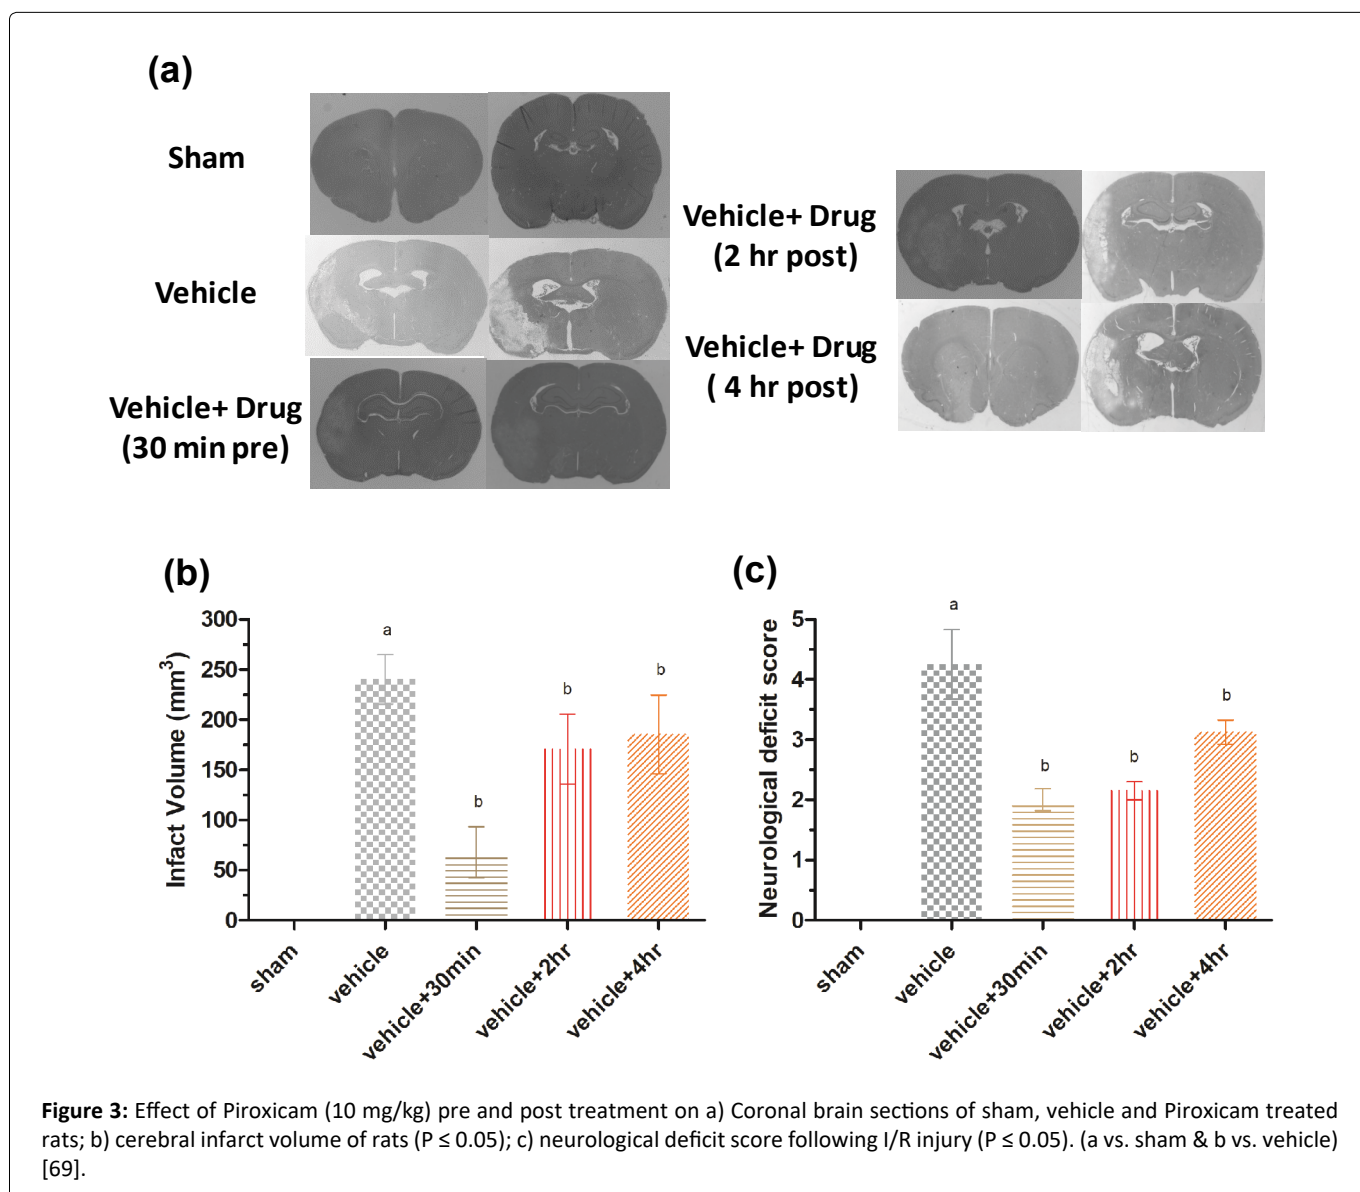 (a)
Sham
Vehicle
Vehicle+ Drug
(30 min pre)
Vehicle+ Drug
(2 hr post)
Vehicle+ Drug
( 4 hr post)
(b)
Infact Volume (mm³)
300
250
200
150
100
50
0
a
b
b
b
sham
vehicle
vehicle+30min
vehicle+2hr
vehicle+4hr
(c)
Neurological deficit score
5
4
3
2
1
0
a
b
b
b
sham
vehicle
vehicle+30min
vehicle+2hr
vehicle+4hr
Figure 3: Effect of Piroxicam (10 mg/kg) pre and post treatment on a) Coronal brain sections of sham, vehicle and Piroxicam treated
rats; b) cerebral infarct volume of rats (P ≤ 0.05); c) neurological deficit score following I/R injury (P ≤ 0.05). (a vs. sham & b vs. vehicle)
[69].